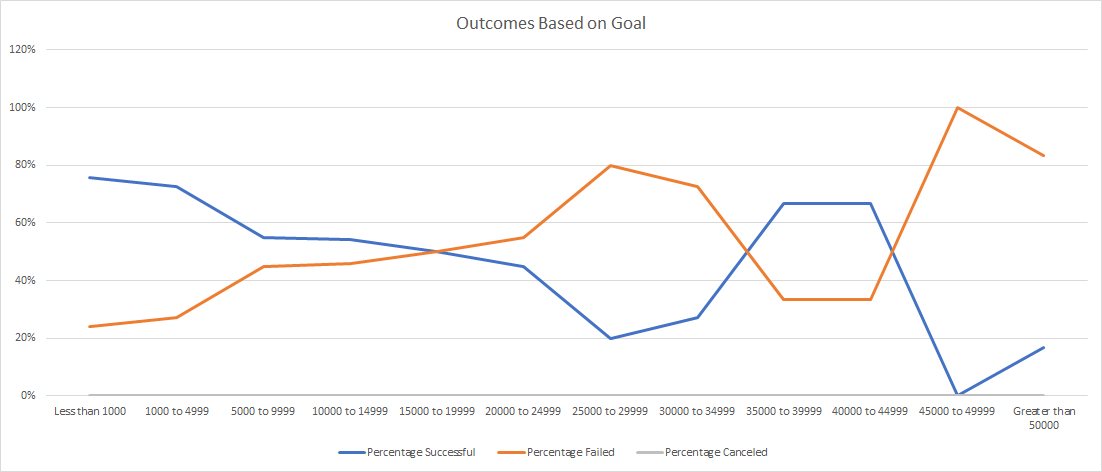 Outcomes Based on Goal
120%
100%
80%
60%
40%
20%
0%
Less than 1000 1000 to 4999 5000 to 9999 10000 to 14999 15000 to 19999 20000 to 24999 25000 to 29999 30000 to 34999 35000 to 39999 40000 to 44999 45000 to 49999 Greater than
50000
Percentage Successful Percentage Failed Percentage Canceled